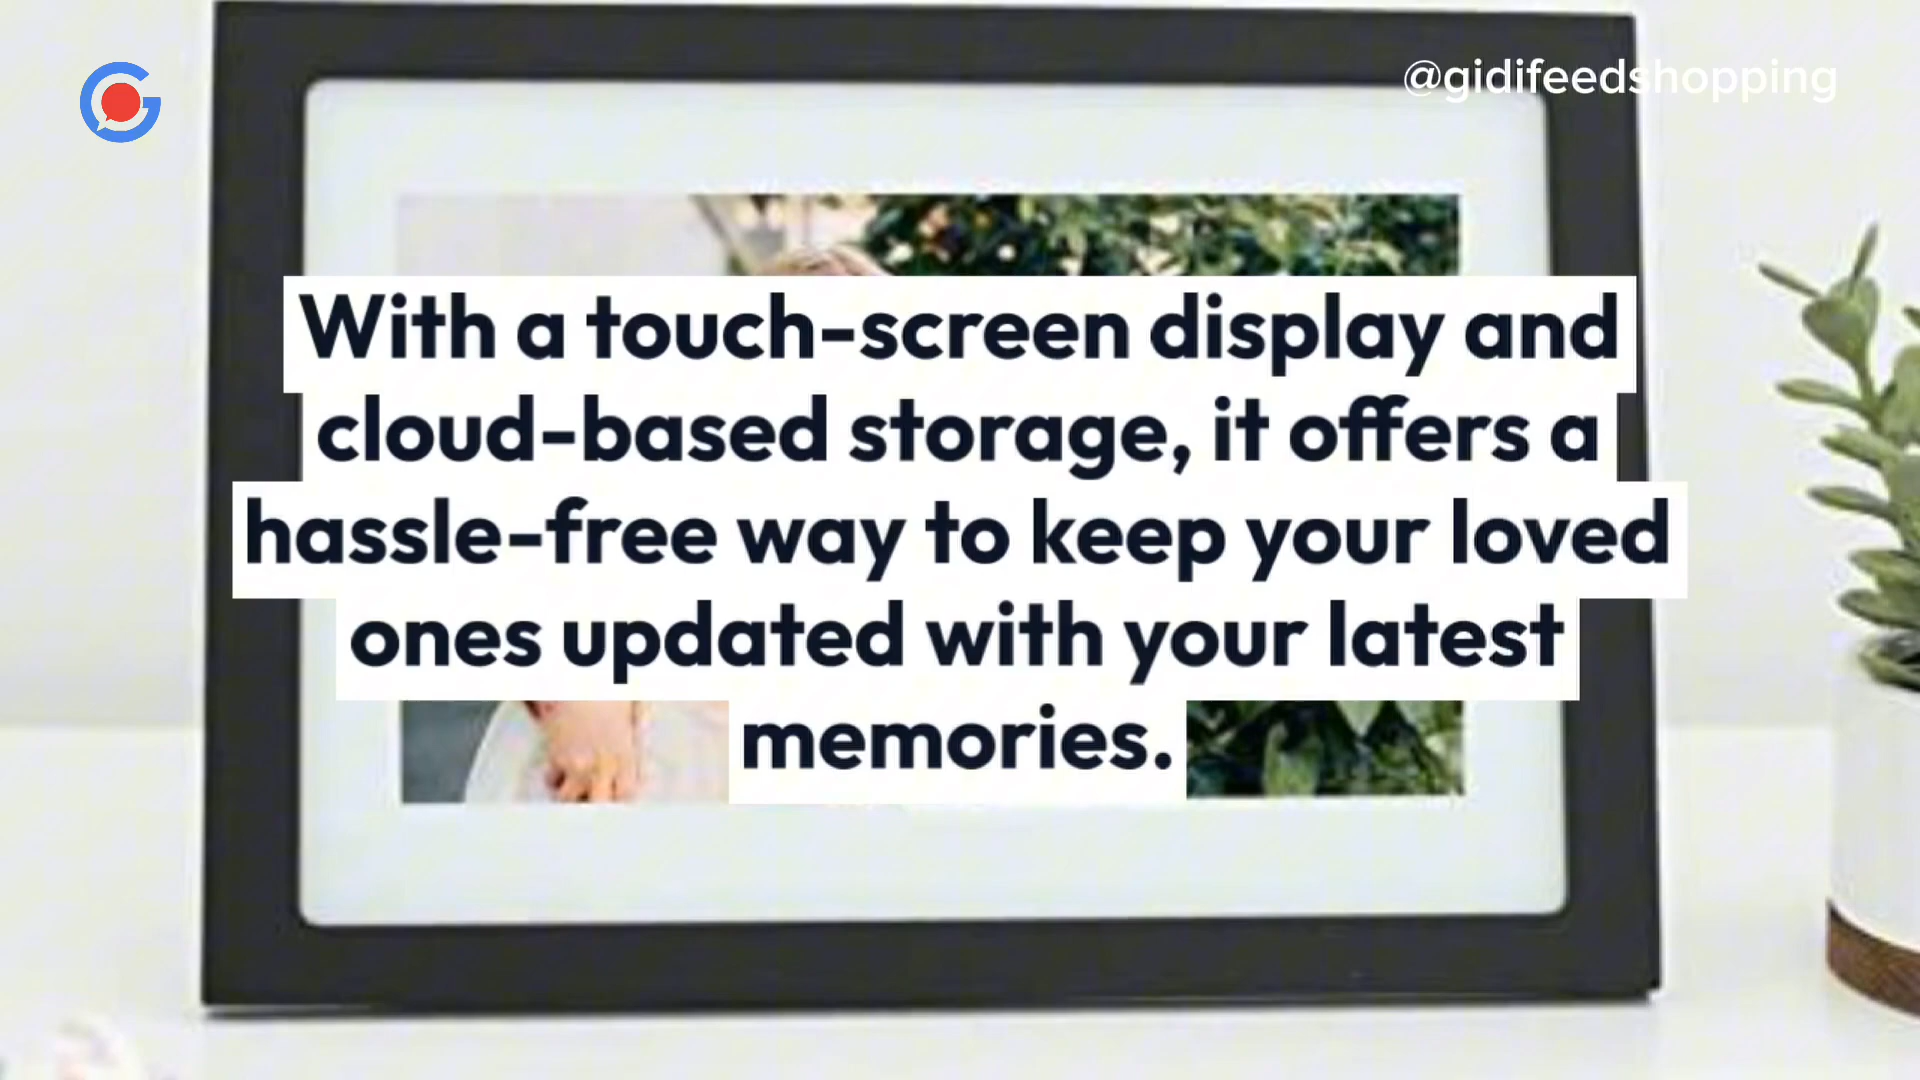 @gidifeedshopping
With a touch-screen display and
cloud-based storage, it offers a
hassle-free way to keep your loved
ones updated with your latest
memories.